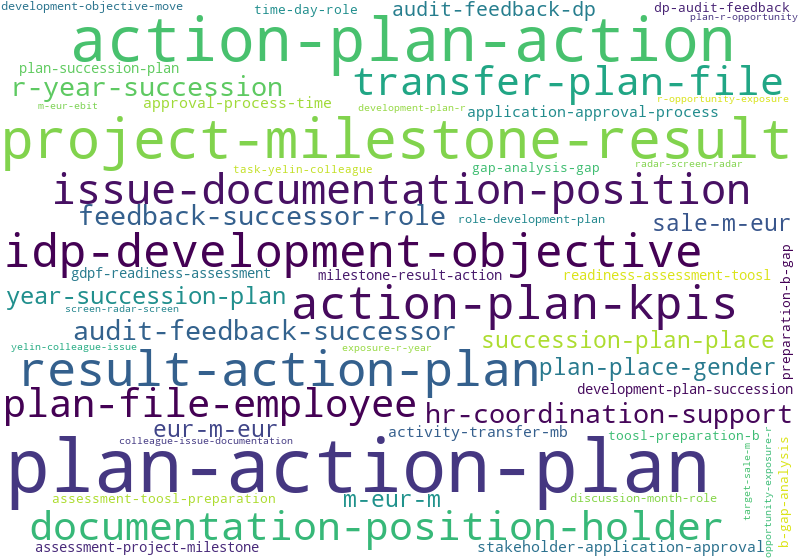 development-objective-move
time-day-role
audit-feedback-dp
dp-audit-feedback
plan-r-opportunity
action-plan-action
plan-succession-plan
r-year-succession
transfer-plan-file
m-eur-ebit
approval-process-time
development-plan-r
r-opportunity-exposure
application-approval-process
project-milestone-result
task-yelin-colleague
gap-analysis-gap
radar-screen-radar
issue-documentation-position
feedback-successor-role
role-development-plan
sale-m-eur
idp-development-objective
gdpf-readiness-assessment
milestone-result-action
readiness-assessment-toosl
preparation-b-gap
year-succession-plan
screen-radar-screen
action-plan-kpis
audit-feedback-successor
succession-plan-place
yelin-colleague-issue
exposure-r-year
result-action-plan
plan-place-gender
development-plan-succession
plan-file-employee
hr-coordination-support
eur-m-eur
colleague-issue-documentation
activity-transfer-mb
toosl-preparation-b
plan-action-plan
target-sale-m
opportunity-exposure-r
b-gap-analysis
assessment-toosl-preparation
m-eur-m
discussion-month-role
documentation-position-holder
assessment-project-milestone
stakeholder-application-approval